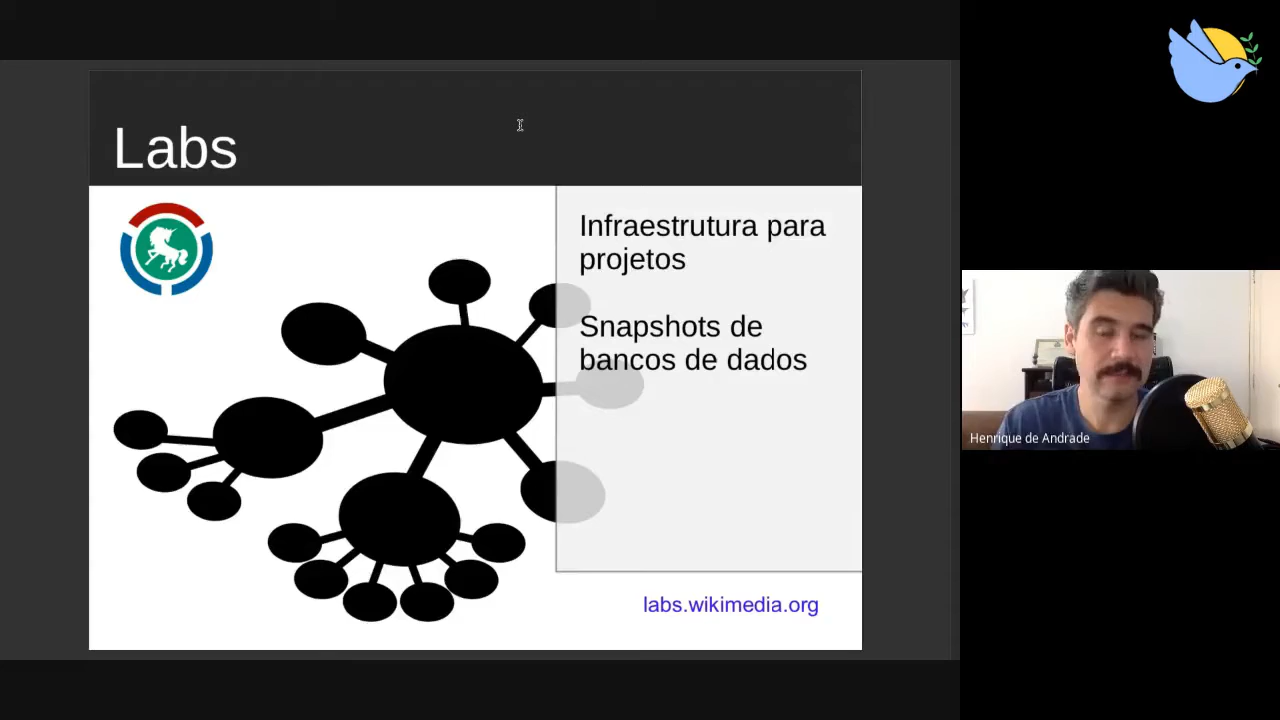 Labs
Infraestrutura para
projetos
Snapshots de
bancos de dados
labs.wikimedia.org
Henrique de Andrade